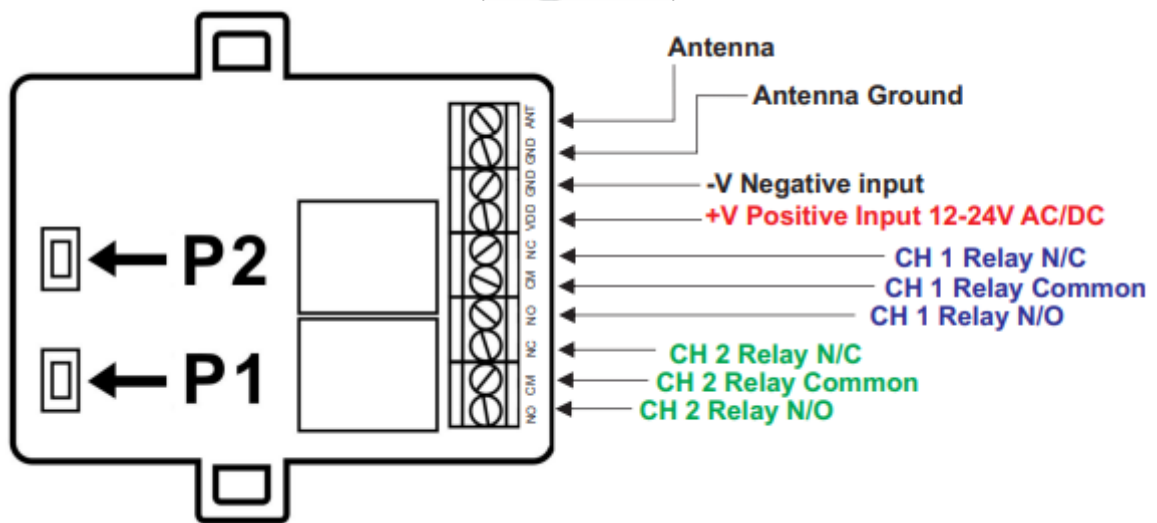 Antenna
Antenna Ground
-V Negative input
+V Positive Input 12-24V AC/DC
CH 1 Relay N/C
CH 1 Relay Common
CH 1 Relay N/O
CH 2 Relay N/C
CH 2 Relay Common
CH 2 Relay N/O
ANT
GND
GND
VDD
NC
CM
NO
NC
CM
NO
P2
P1